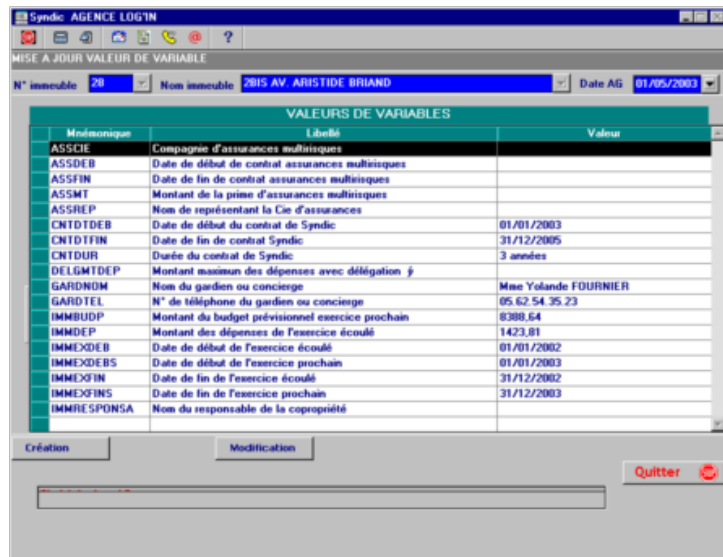 Syndic AGENCE LOG'IN
@ ?
MISE A JOUR VALEUR DE VARIABLE
N° immeuble 28 Nom immeuble 2BIS AV. ARISTIDE BRIAND Date AG 01/05/2003
VALEURS DE VARIABLES
Mnémonique Libellé Valeur
ASSCIE Compagnie d'assurances multirisques
ASSDEB Date de début de contrat assurances multirisques
ASSFIN Date de fin de contrat assurances multirisques
ASSMT Montant de la prime d'assurances multirisques
ASSREP Nom de représentant la Cie d'assurances
CNTDTDEB Date de début du contrat de Syndic 01/01/2003
CNTDTFIN Date de fin de contrat Syndic 31/12/2005
CNTDUR Durée du contrat de Syndic 3 années
DELGMTDEP Montant maximun des dépenses avec délégation ÿ
GARDNOM Nom du gardien ou concierge Mme Yolande FOURNIER
GARDTEL N° de téléphone du gardien ou concierge 05.62.54.35.23
IMMBUDP Montant du budget prévisionnel exercice prochain 8388,64
IMMDEP Montant des dépenses de l'exercice écoulé 1423,81
IMMEXDEB Date de début de l'exercice écoulé 01/01/2002
IMMEXDEBS Date de début de l'exercice prochain 01/01/2003
IMMEXFIN Date de fin de l'exercice écoulé 31/12/2002
IMMEXFINS Date de fin de l'exercice prochain 31/12/2003
IMMRESPONSA Nom du responsable de la copropriété
Création Modification
Quitter